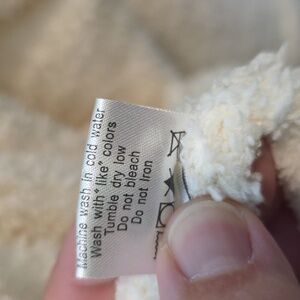 Machine wash in cold water
Wash with "like" colors
Tumble dry low
Do not bleach
Do not iron